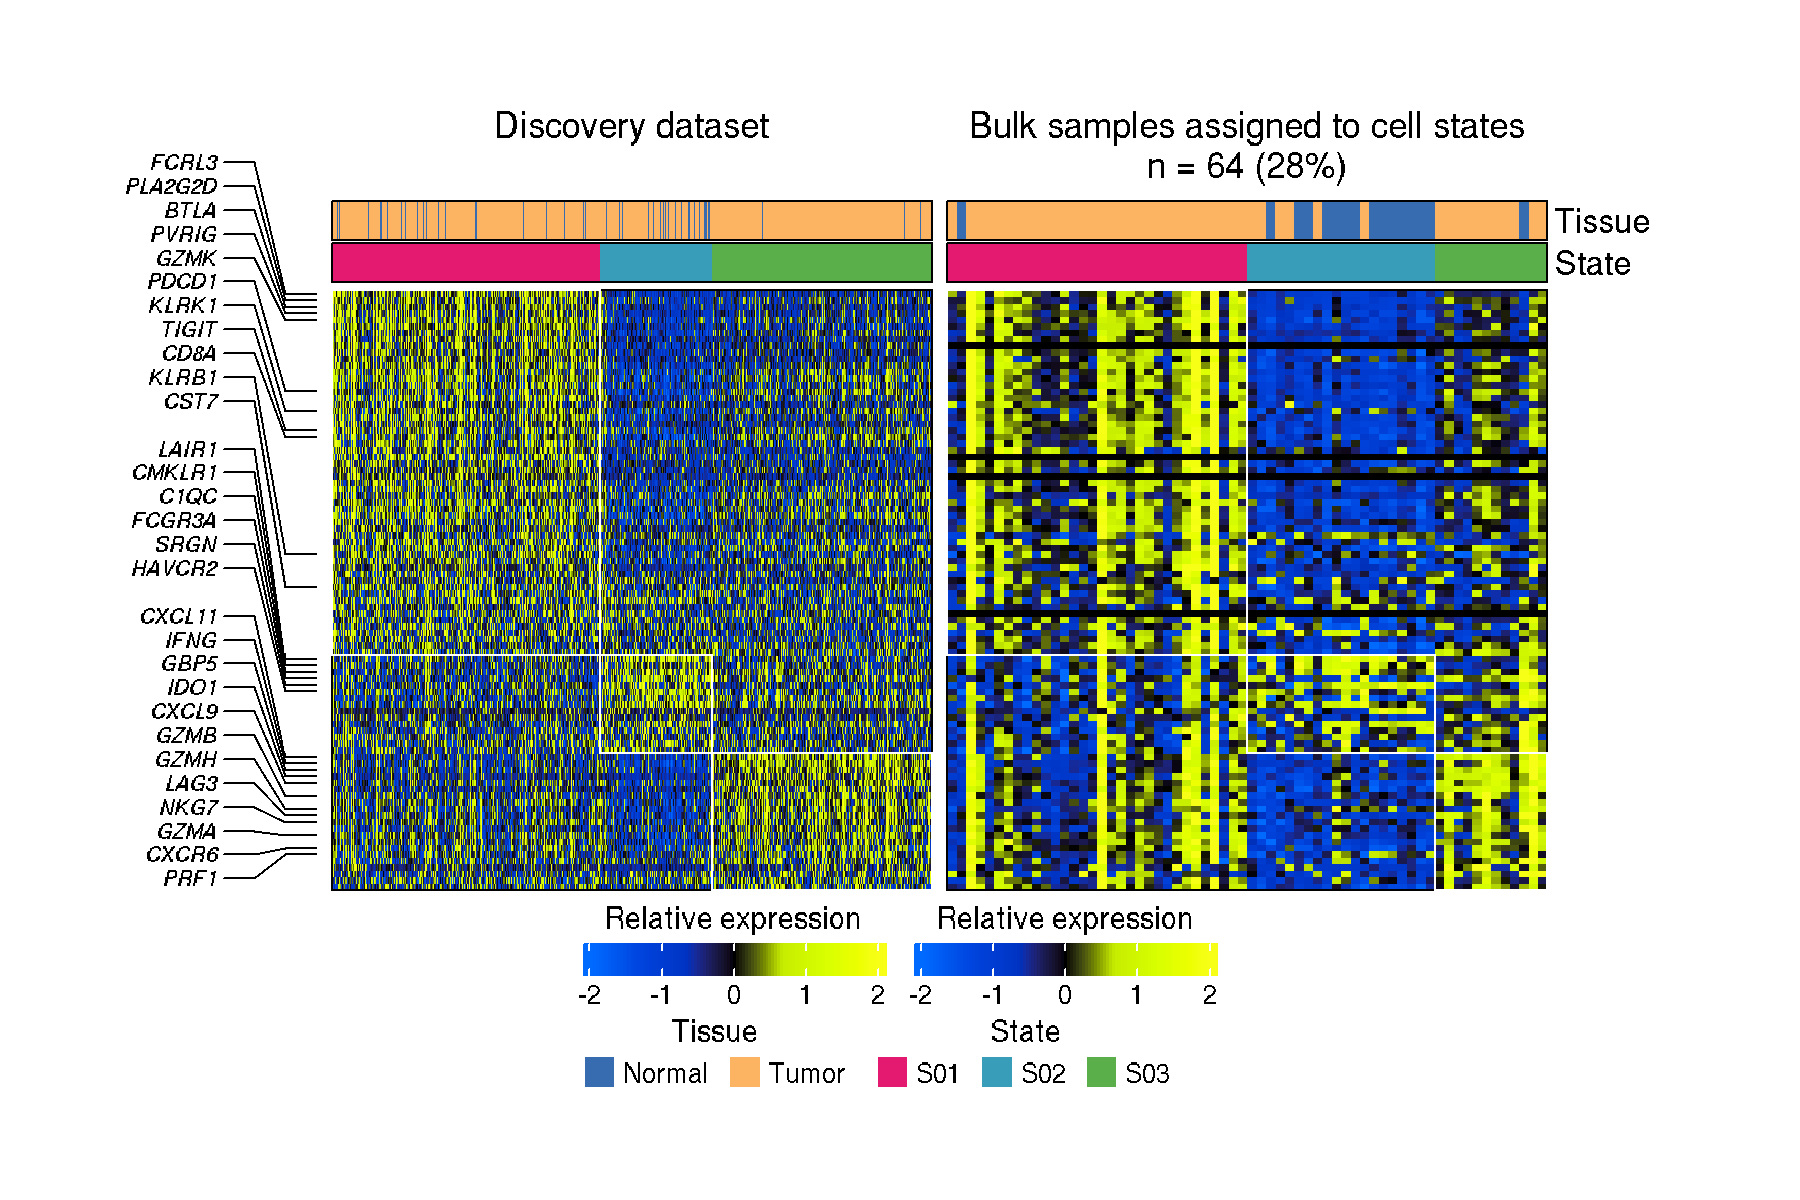 Discovery dataset
Bulk samples assigned to cell states
n = 64 (28%)
FCRL3
PLA2G2D
BTLA
PVRIG
GZMK
PDCD1
KLRK1
TIGIT
CD8A
KLRB1
CST7
LAIR1
CMKLR1
C1QC
FCGR3A
SRGN
HAVCR2
CXCL11
IFNG
GBP5
IDO1
CXCL9
GZMB
GZMH
LAG3
NKG7
GZMA
CXCR6
PRF1
Tissue
State
Relative expression
-2 -1 0 1 2
Relative expression
-2 -1 0 1 2
Tissue
Normal Tumor
State
S01 S02 S03